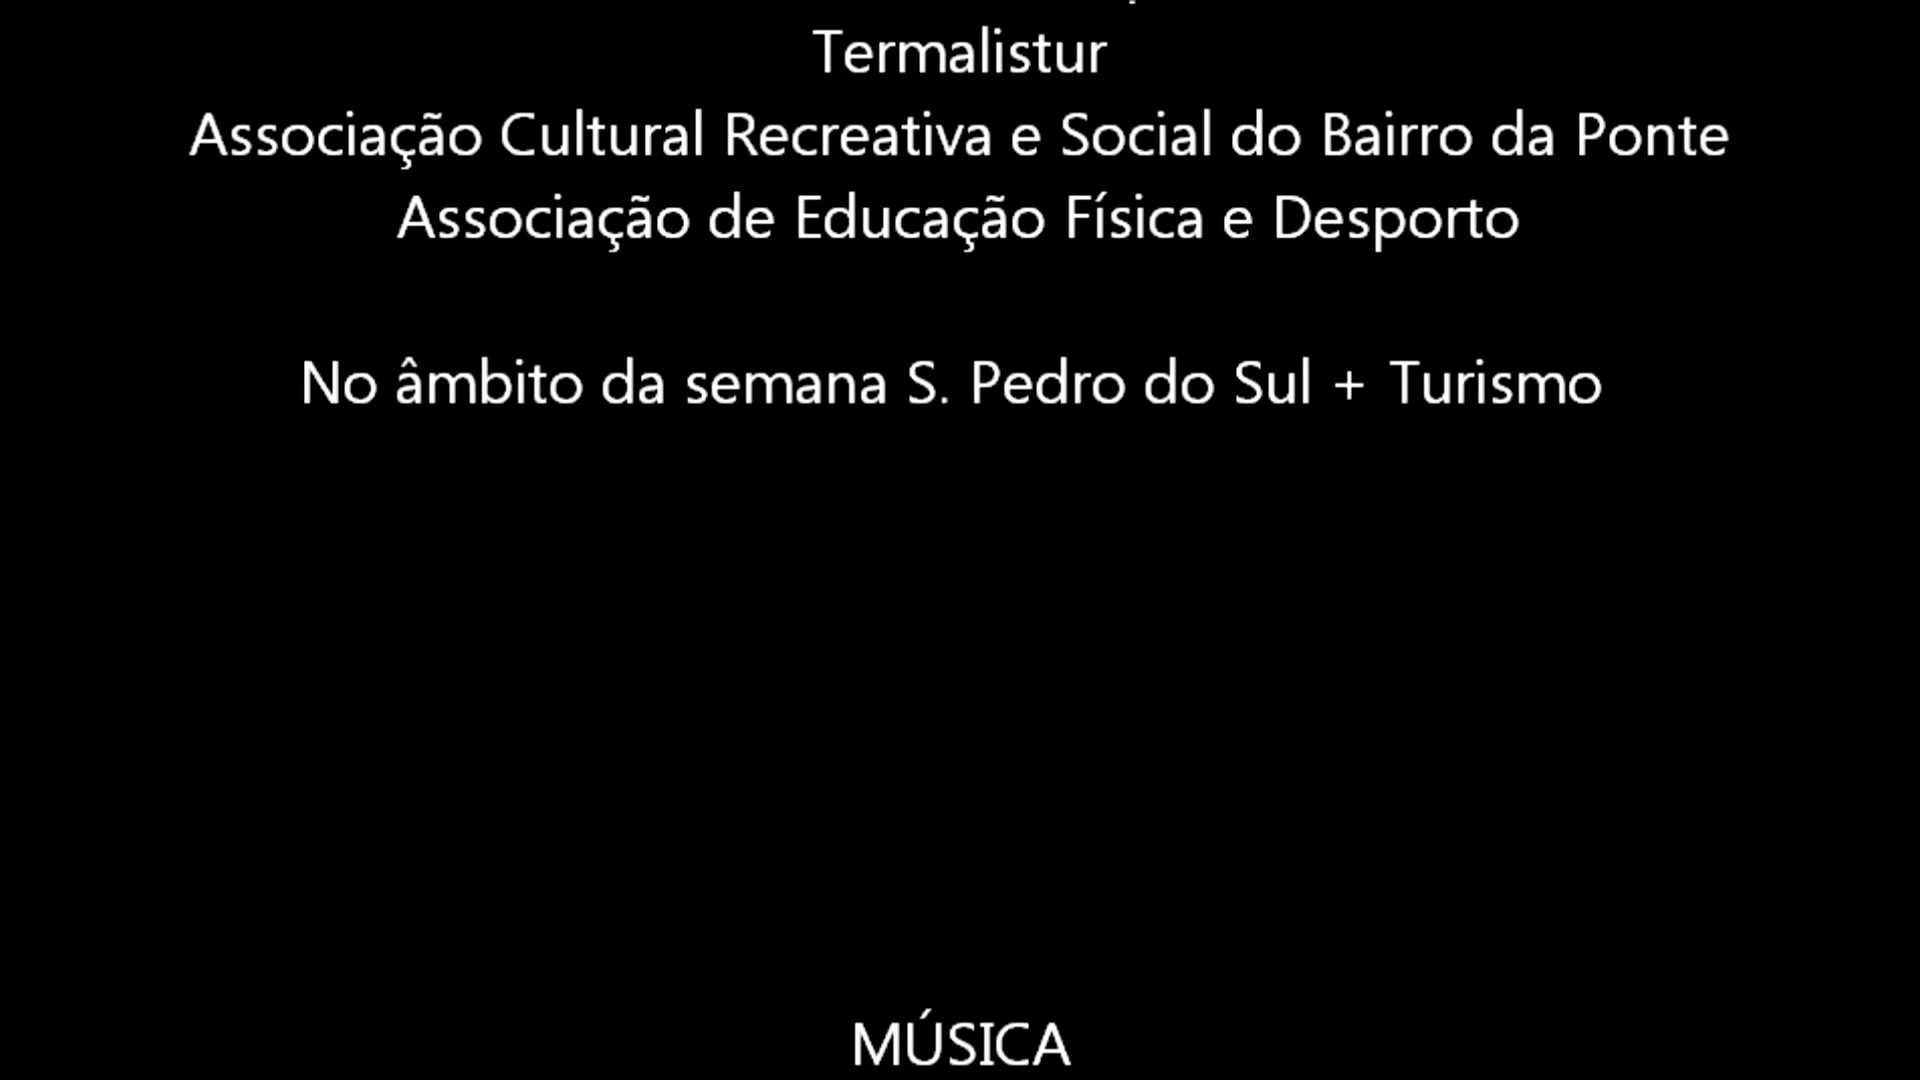 Termalistur
Associação Cultural Recreativa e Social do Bairro da Ponte
Associação de Educação Física e Desporto
No âmbito da semana S. Pedro do Sul + Turismo
MÚSICA